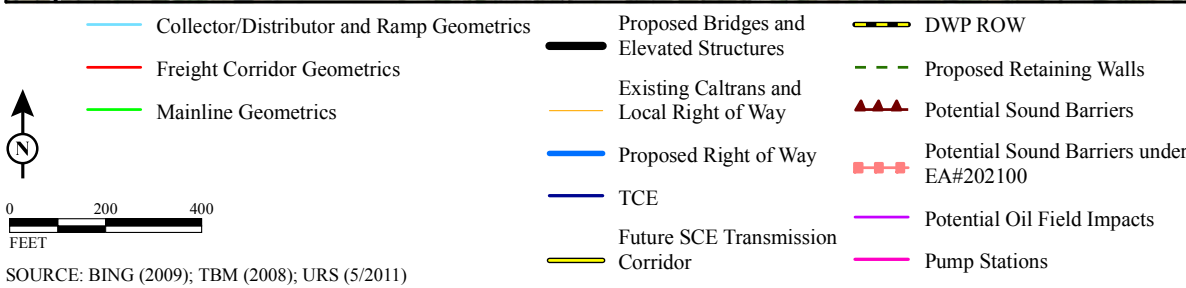 Collector/Distributor and Ramp Geometrics
Freight Corridor Geometrics
Mainline Geometrics
N
0 200 400
FEET
SOURCE: BING (2009); TBM (2008); URS (5/2011)
Proposed Bridges and
Elevated Structures
Existing Caltrans and
Local Right of Way
Proposed Right of Way
TCE
Future SCE Transmission
Corridor
DWP ROW
Proposed Retaining Walls
Potential Sound Barriers
Potential Sound Barriers under
EA#202100
Potential Oil Field Impacts
Pump Stations